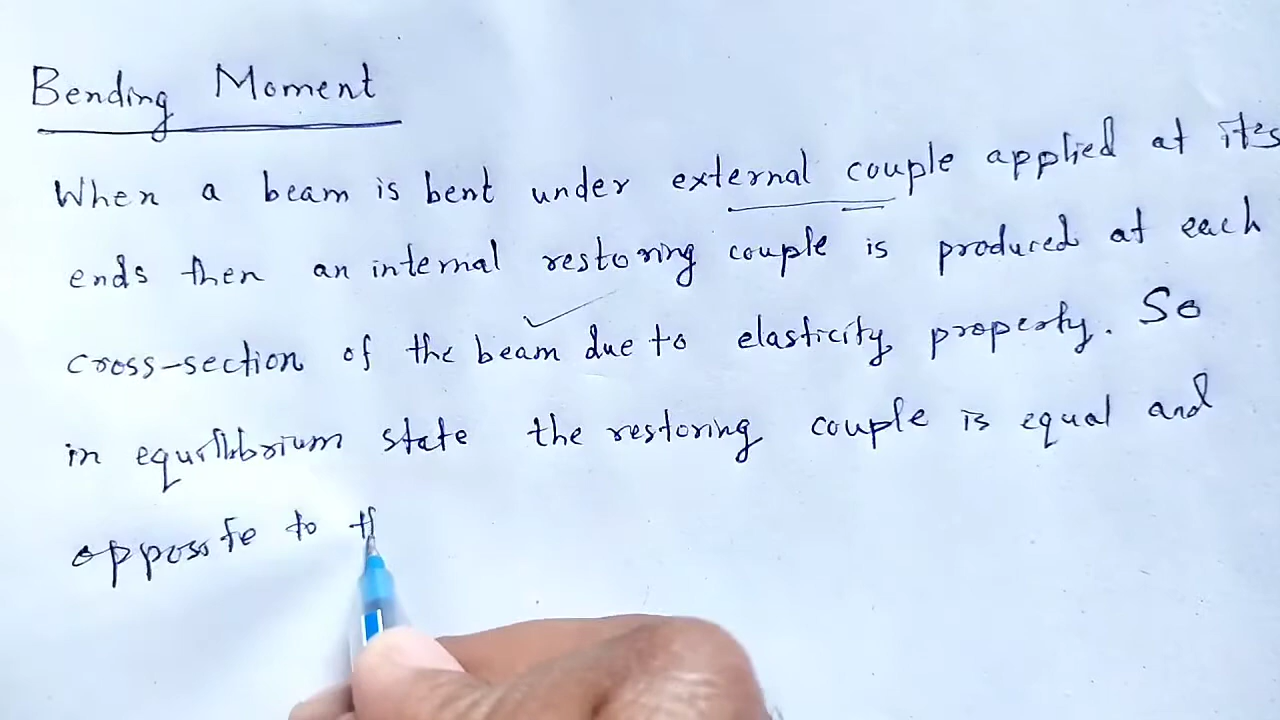 Bending Moment
When a beam is bent under external couple applied at it's
ends then an internal restoring couple is produced at each
cross-section of the beam due to elasticity property. So
in equilibrium state the restoring couple is equal and
opposite to th